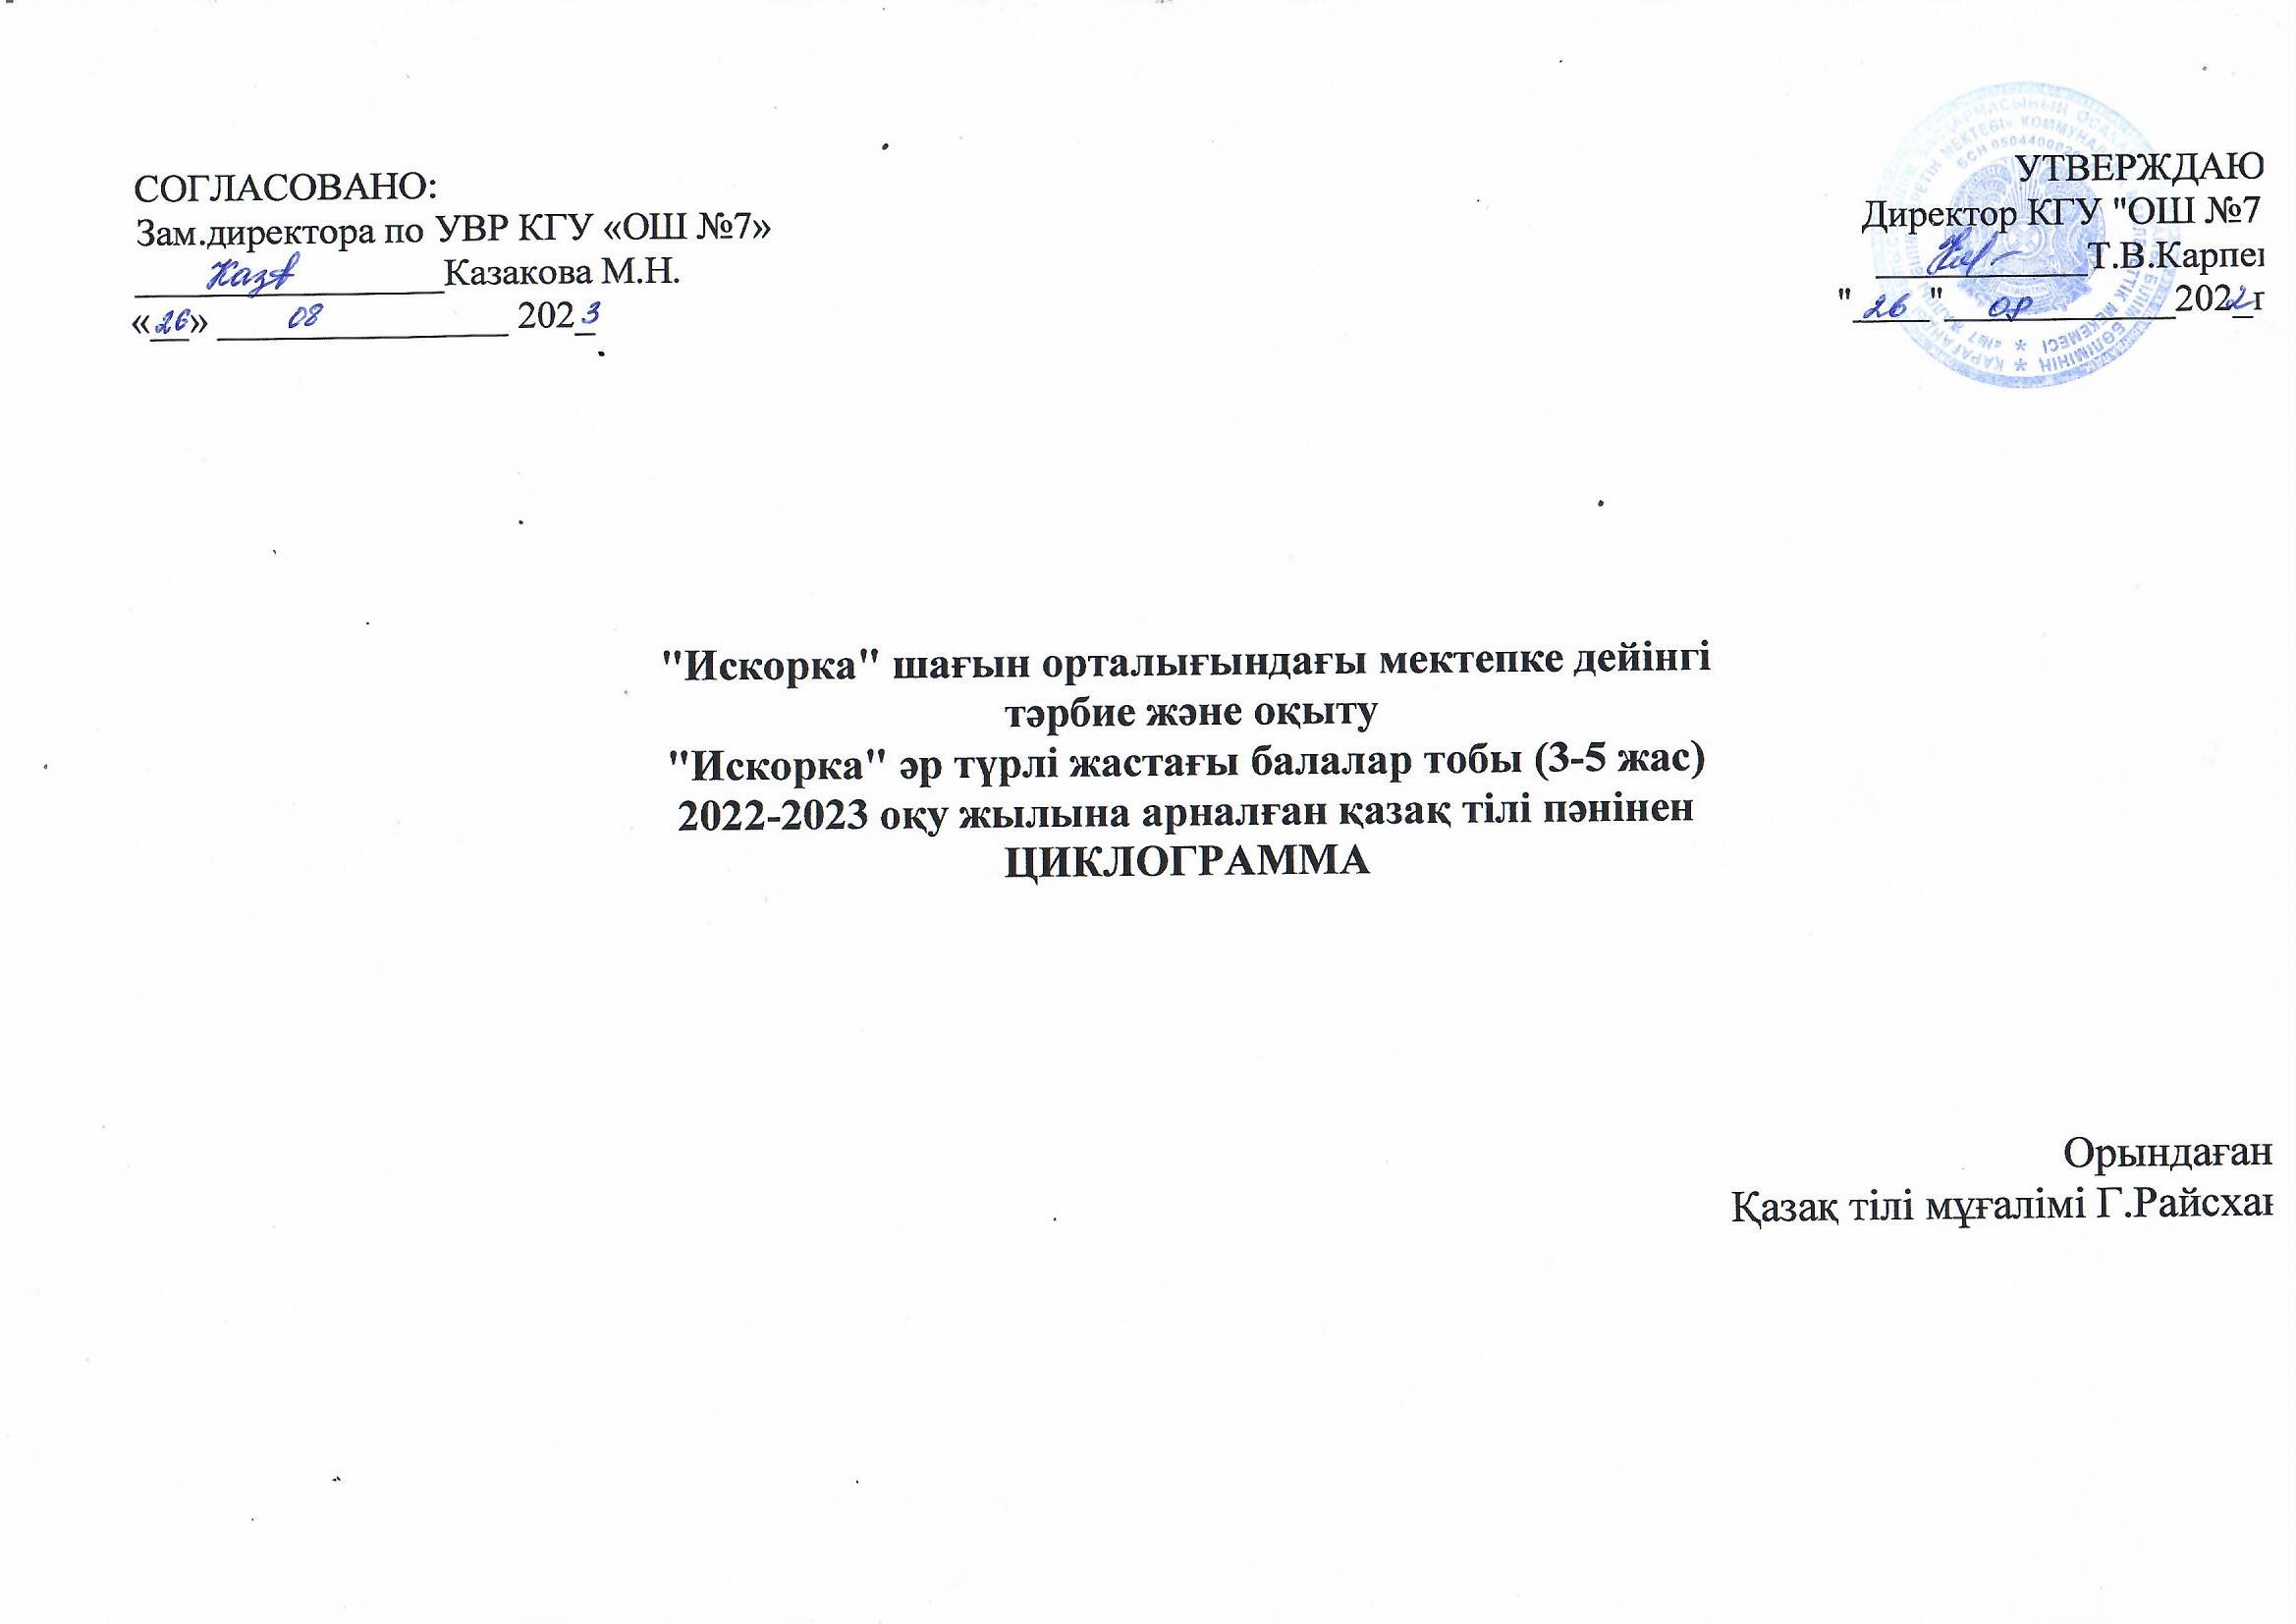 СОГЛАСОВАНО:
Зам.директора по УВР КГУ «ОШ №7»
Казакова М.Н.
«26» 08 2023
УТВЕРЖДАЮ
Директор КГУ "ОШ №7
Т.В.Карпе
"26" 08 2022г
"Искорка" шағын орталығындағы мектепке дейінгі
тәрбие және оқыту
"Искорка" әр түрлі жастағы балалар тобы (3-5 жас)
2022-2023 оқу жылына арналған қазақ тілі пәнінен
ЦИКЛОГРАММА
Орындаған
Қазақ тілі мұғалімі Г.Райсха